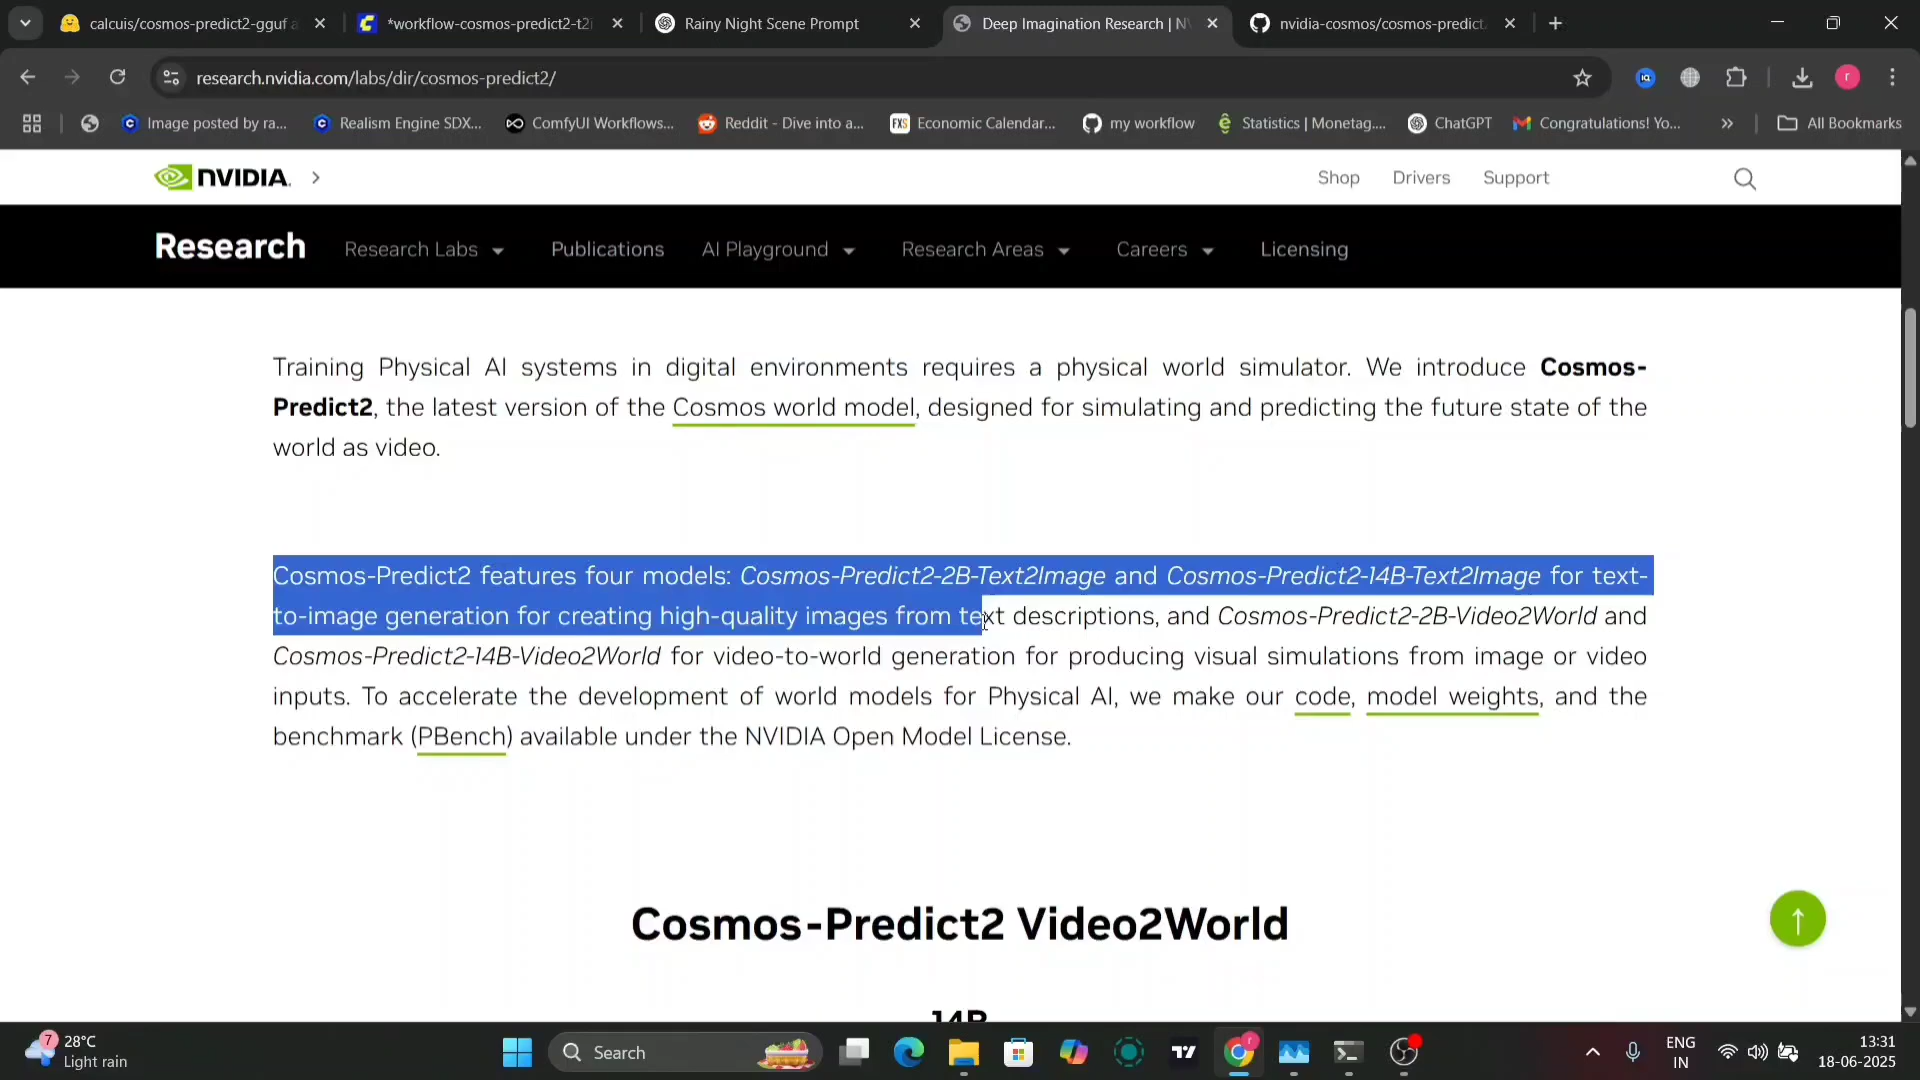 calcuis/cosmos-predict2-gguf a
*workflow-cosmos-predict2-t2i
Rainy Night Scene Prompt
Deep Imagination Research | NV
nvidia-cosmos/cosmos-predict
research.nvidia.com/labs/dir/cosmos-predict2/
r
Image posted by ra...
Realism Engine SDX...
ComfyUI Workflows...
Reddit - Dive into a...
FXS
Economic Calendar...
my workflow
Statistics | Monetag....
ChatGPT
Congratulations! Yo...
All Bookmarks
NVIDIA.
Shop
Drivers
Support
Research
Research Labs
Publications
AI Playground
Research Areas
Careers
Licensing
Training Physical AI systems in digital environments requires a physical world simulator. We introduce Cosmos-
Predict2, the latest version of the Cosmos world model, designed for simulating and predicting the future state of the
world as video.
Cosmos-Predict2 features four models: Cosmos-Predict2-2B-Text2Image and Cosmos-Predict2-14B-Text2Image for text-
to-image generation for creating high-quality images from text descriptions, and Cosmos-Predict2-2B-Video2World and
Cosmos-Predict2-14B-Video2World for video-to-world generation for producing visual simulations from image or video
inputs. To accelerate the development of world models for Physical AI, we make our code, model weights, and the
benchmark (PBench) available under the NVIDIA Open Model License.
Cosmos-Predict2 Video2World
14B
7
28°C
Light rain
Search
ENG
IN
13:31
18-06-2025